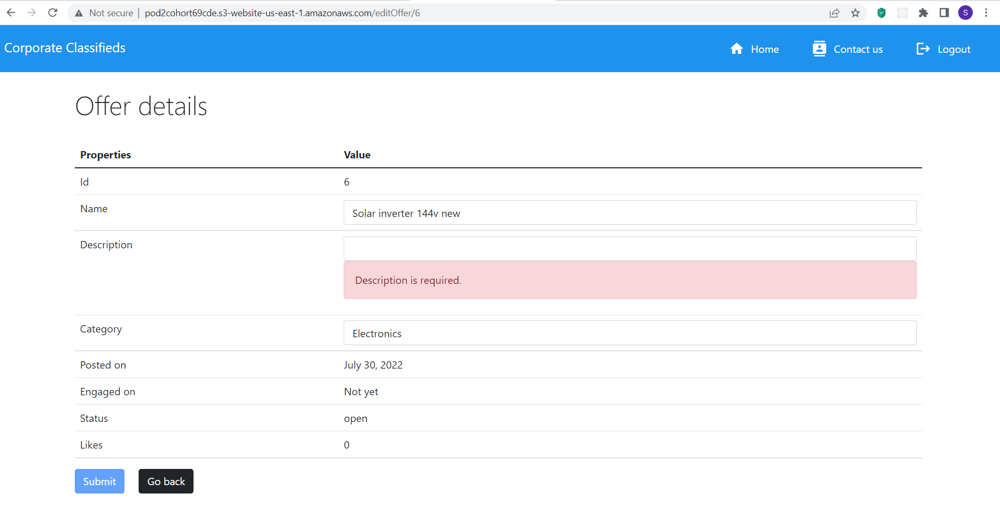 Not secure | pod2cohort69cde.s3-website-us-east-1.amazonaws.com/editOffer/6 S
Corporate Classifieds Home Contact us Logout
Offer details
Properties Value
Id 6
Name Solar inverter 144v new
Description
Description is required.
Category Electronics
Posted on July 30, 2022
Engaged on Not yet
Status open
Likes 0
Submit Go back